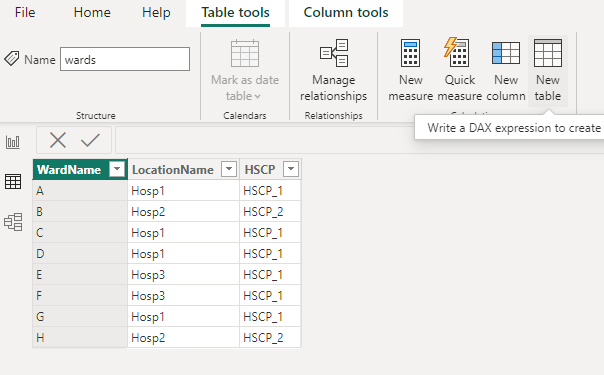 File Home Help Table tools Column tools
Name wards
Mark as date table
Manage relationships
New measure
Quick measure
New column
New table
Structure Calendars Relationships
Write a DAX expression to create
WardName LocationName HSCP
A Hosp1 HSCP_1
B Hosp2 HSCP_2
C Hosp1 HSCP_1
D Hosp1 HSCP_1
E Hosp3 HSCP_1
F Hosp3 HSCP_1
G Hosp1 HSCP_1
H Hosp2 HSCP_2